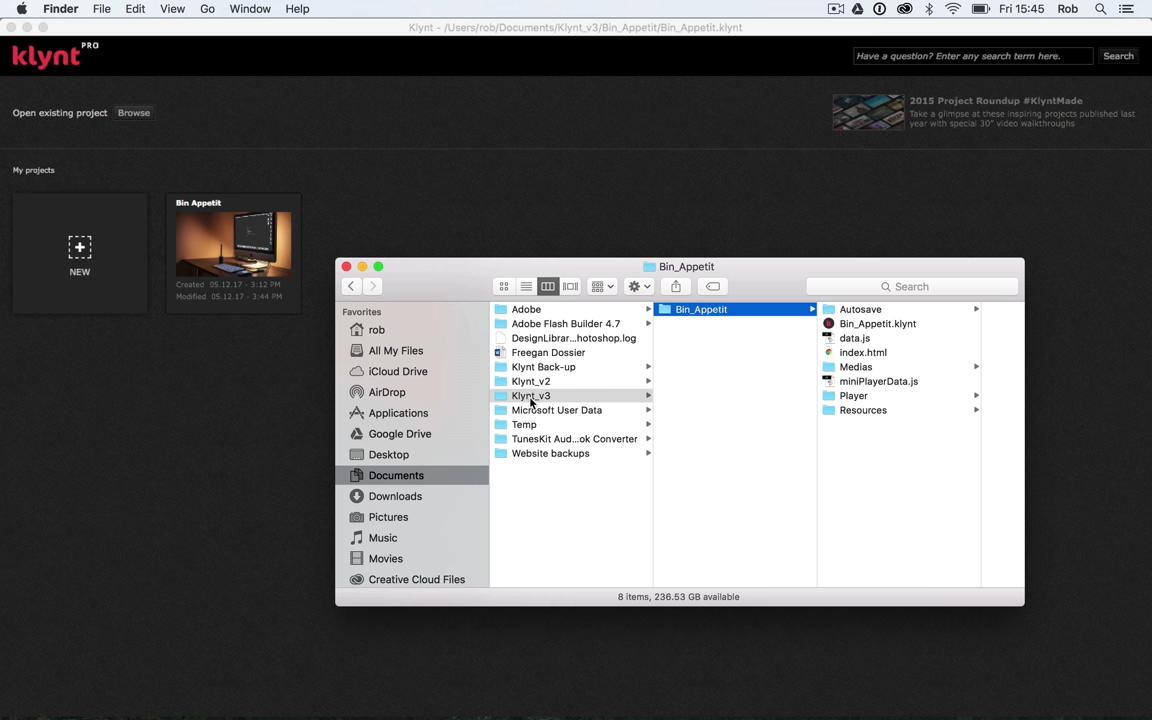 Finder File Edit View Go Window Help Fri 15:45 Rob
Klynt - /Users/rob/Documents/Klynt_v3/Bin_Appetit/Bin_Appetit.klynt
klynt PRO
Have a question? Enter any search term here. Search
Open existing project Browse
2015 Project Roundup #KlyntMade
Take a glimpse at these inspiring projects published last
year with special 30" video walkthroughs
My projects
NEW
Bin Appetit
Created 05.12.17 - 3:12 PM
Modified 05.12.17 - 3:44 PM
Bin_Appetit
Search
Favorites
rob
All My Files
iCloud Drive
AirDrop
Applications
Google Drive
Desktop
Documents
Downloads
Pictures
Music
Movies
Creative Cloud Files
Adobe
Adobe Flash Builder 4.7
DesignLibrar...hotoshop.log
Freegan Dossier
Klynt Back-up
Klynt_v2
Klynt_v3
Microsoft User Data
Temp
TunesKit Aud...ok Converter
Website backups
Bin_Appetit
Autosave
Bin_Appetit.klynt
data.js
index.html
Medias
miniPlayerData.js
Player
Resources
8 items, 236.53 GB available